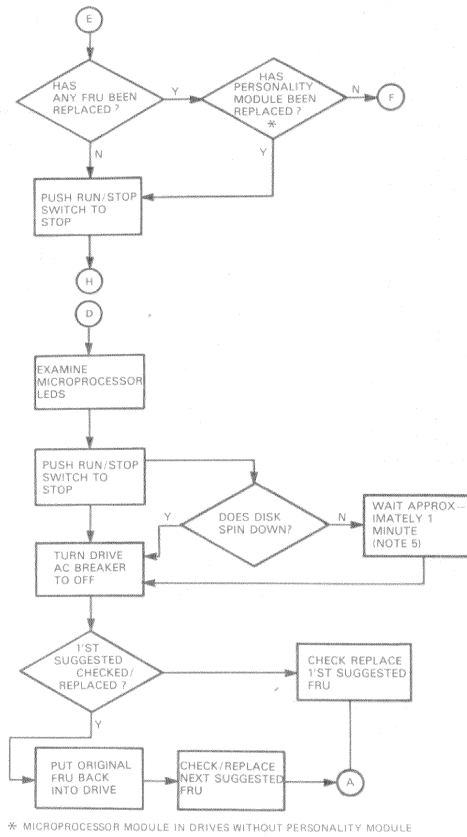 E
HAS
ANY FRU BEEN
REPLACED?
Y
HAS
PERSONALITY
MODULE BEEN
REPLACED?
*
N
F
N
Y
PUSH RUN/STOP
SWITCH TO
STOP
H
D
EXAMINE
MICROPROCESSOR
LEDS
PUSH RUN/STOP
SWITCH TO
STOP
Y
DOES DISK
SPIN DOWN?
N
WAIT APPROX-
IMATELY 1
MINUTE
(NOTE 5)
TURN DRIVE
AC BREAKER
TO OFF
1'ST
SUGGESTED
CHECKED/
REPLACED?
CHECK REPLACE
1'ST SUGGESTED
FRU
Y
PUT ORIGINAL
FRU BACK
INTO DRIVE
CHECK/REPLACE
NEXT SUGGESTED
FRU
A
* MICROPROCESSOR MODULE IN DRIVES WITHOUT PERSONALITY MODULE